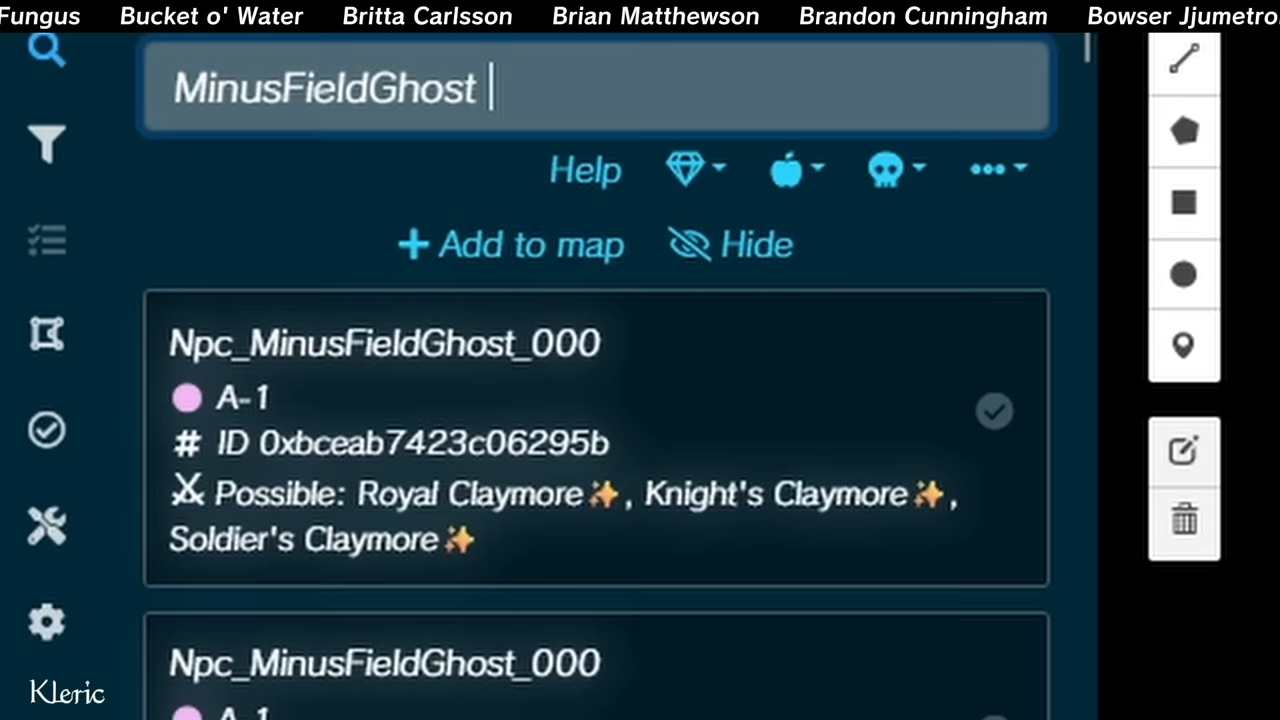 Fungus Bucket o' Water Britta Carlsson Brian Matthewson Brandon Cunningham Bowser Jjumetro
MinusFieldGhost
Help
Add to map Hide
Npc_MinusFieldGhost_000
A-1
# ID 0xbceab7423c06295b
Possible: Royal Claymore✨, Knight's Claymore✨,
Soldier's Claymore✨
Npc_MinusFieldGhost_000
A-1
Kleric